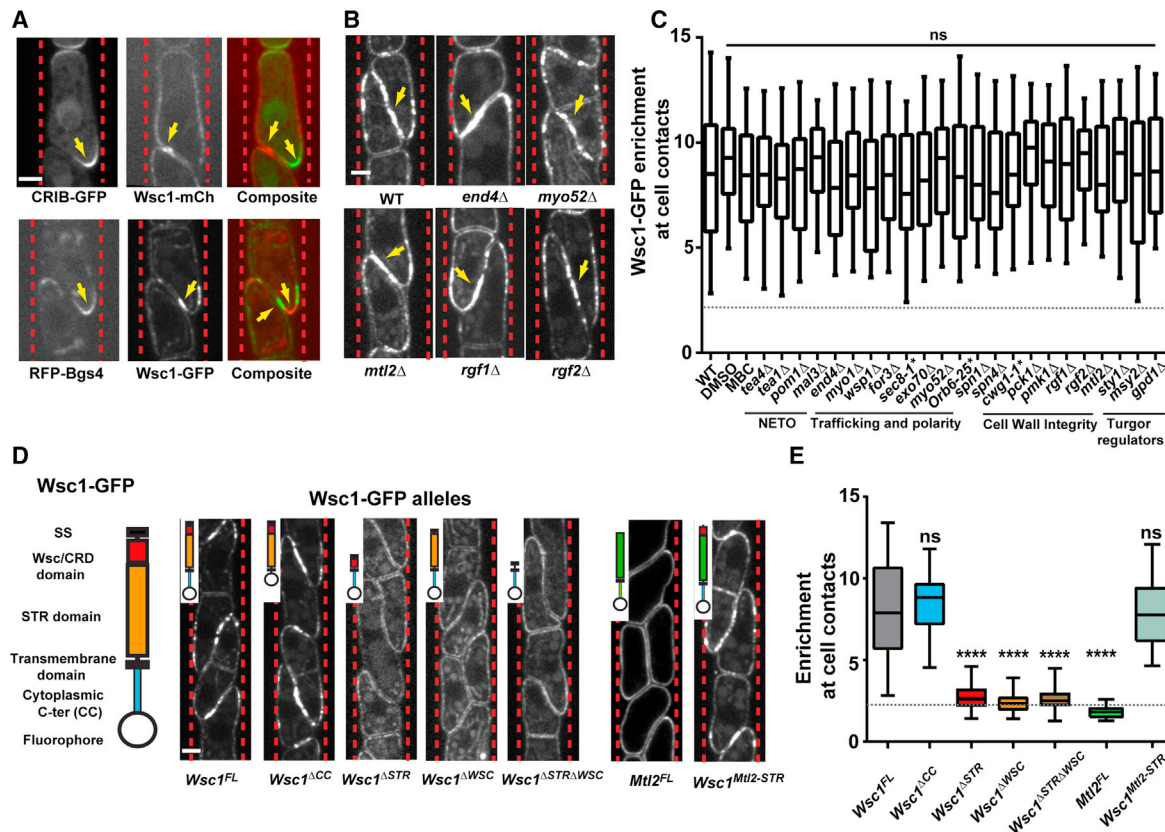 A
CRIB-GFP
Wsc1-mCh
Composite
RFP-Bgs4
Wsc1-GFP
Composite
B
WT
end4Δ
myo52Δ
mtl2Δ
rgf1Δ
rgf2Δ
C
ns
Wsc1-GFP enrichment
at cell contacts
15
10
5
0
WT
DMSO
MBC
tea4Δ
tea1Δ
pom1Δ
mal3Δ
end4Δ
myo1Δ
wsp1Δ
for3Δ
sec8-1*
exo70Δ
myo52Δ
Orb6-25*
spn1Δ
spn4Δ
cwg1-1*
pck1Δ
pmk1Δ
rgf1Δ
rgf2Δ
mtl2Δ
sty1Δ
msy2Δ
gpd1Δ
NETO
Trafficking and polarity
Cell Wall Integrity
Turgor
regulators
D
Wsc1-GFP
SS
Wsc/CRD
domain
STR domain
Transmembrane
domain
Cytoplasmic
C-ter (CC)
Fluorophore
Wsc1-GFP alleles
Wsc1FL
Wsc1ΔCC
Wsc1ΔSTR
Wsc1ΔWSC
Wsc1ΔSTRΔWSC
Mtl2FL
Wsc1Mtl2-STR
E
Enrichment
at cell contacts
15
10
5
0
ns
****
****
****
****
ns
Wsc1FL
Wsc1ΔCC
Wsc1ΔSTR
Wsc1ΔWSC
Wsc1ΔSTRΔWSC
Mtl2FL
Wsc1Mtl2-STR